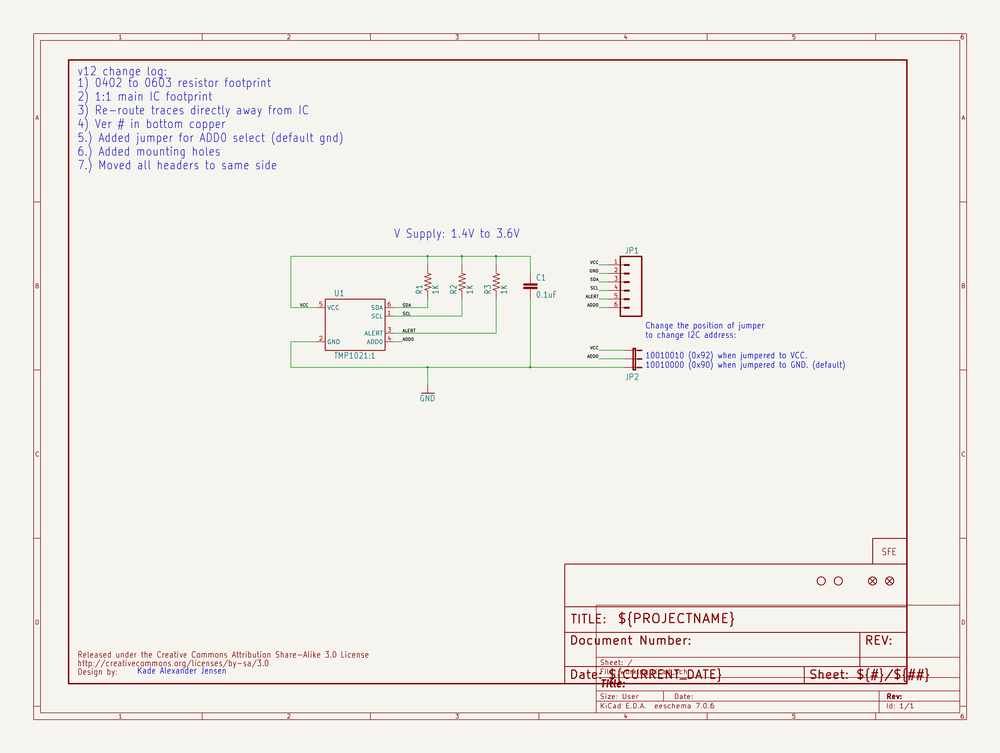 1 2 3 4 5 6
A A
B B
C C
D D
v12 change log:
1) 0402 to 0603 resistor footprint
2) 1:1 main IC footprint
3) Re-route traces directly away from IC
4) Ver # in bottom copper
5.) Added jumper for ADD0 select (default gnd)
6.) Added mounting holes
7.) Moved all headers to same side
V Supply: 1.4V to 3.6V
R1 1K
R2 1K
R3 1K
C1
0.1uF
U1
VCC 5 VCC
SDA 6 SDA
SCL 1 SCL
ALERT 3 ALERT
2 GND
ADD0 4 ADD0
TMP1021:1
GND
JP1
VCC 1
GND 2
SDA 3
SCL 4
ALERT 5
ADD0 6
Change the position of jumper
to change I2C address:
VCC
ADD0
10010010 (0x92) when jumpered to VCC.
10010000 (0x90) when jumpered to GND. (default)
JP2
SFE
TITLE: ${PROJECTNAME}
Document Number:
REV:
Date: ${CURRENT_DATE}
Sheet: ${#}/${##}
Sheet: /
Title:
Size: User
Date:
Rev:
KiCad E.D.A. eeschema 7.0.6
Id: 1/1
Released under the Creative Commons Attribution Share-Alike 3.0 License
http://creativecommons.org/licenses/by-sa/3.0
Design by: Kade Alexander Jensen
1 2 3 4 5 6